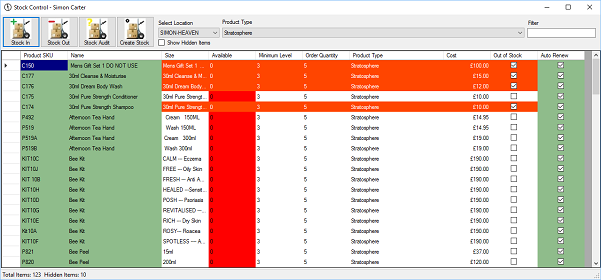 Stock Control - Simon Carter
Stock In Stock Out Stock Audit Create Stock
Select Location Product Type Filter
SIMON-HEAVEN Stratosphere
Show Hidden Items
Product SKU Name Size Available Minimum Level Order Quantity Product Type Cost Out of Stock Auto Renew
C150 Mens Gift Set 1 DO NOT USE Mens Gift Set 1 ... 0 3 5 Stratosphere £100.00
C177 30ml Cleanse & Moisturise 30ml Cleanse & M... 0 3 5 Stratosphere £15.00
C176 30ml Dream Body Wash 30ml Dream Body... 0 3 5 Stratosphere £12.00
C175 30ml Pure Strength Conditioner 30ml Pure Strengt... 0 3 5 Stratosphere £10.00
C174 30ml Pure Strength Shampoo 30ml Pure Strengt... 0 3 5 Stratosphere £10.00
P492 Afternoon Tea Hand Cream 150ML 0 3 5 Stratosphere £14.95
P519 Afternoon Tea Hand Wash 150ML 0 3 5 Stratosphere £14.95
P519A Afternoon Tea Hand Cream 300ml 0 3 5 Stratosphere £19.00
P519B Afternoon Tea Hand Wash 300ml 0 3 5 Stratosphere £19.00
KIT10C Bee Kit CALM -- Eczema 0 3 5 Stratosphere £190.00
KIT10J Bee Kit FREE -- Oily Skin 0 3 5 Stratosphere £190.00
KIT 10B Bee Kit FRESH -- Anti A... 0 3 5 Stratosphere £190.00
KIT10H Bee Kit HEALED --Sensit... 0 3 5 Stratosphere £190.00
KIT10D Bee Kit POSH -- Psoriasis 0 3 5 Stratosphere £190.00
KIT10G Bee Kit REVITALISED --... 0 3 5 Stratosphere £190.00
KIT10E Bee Kit RICH --- Dry Skin 0 3 5 Stratosphere £190.00
Kit10A Bee Kit ROSY--Rosacea 0 3 5 Stratosphere £190.00
KIT10F Bee Kit SPOTLESS --- A... 0 3 5 Stratosphere £190.00
P821 Bee Peel 15ml 0 3 5 Stratosphere £37.00
P820 Bee Peel 200ml 0 3 5 Stratosphere £120.00
Total Items: 123 Hidden Items: 10